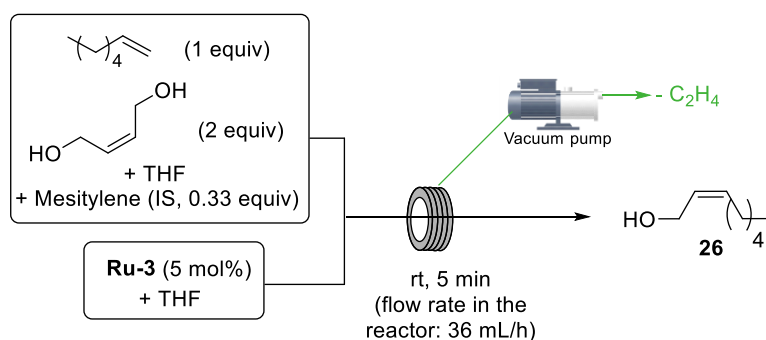 4
(1 equiv)
OH
HO
(2 equiv)
+ THF
+ Mesitylene (IS, 0.33 equiv)
Ru-3 (5 mol%)
+ THF
- C₂H₄
Vacuum pump
rt, 5 min
(flow rate in the
reactor: 36 mL/h)
HO
4
26